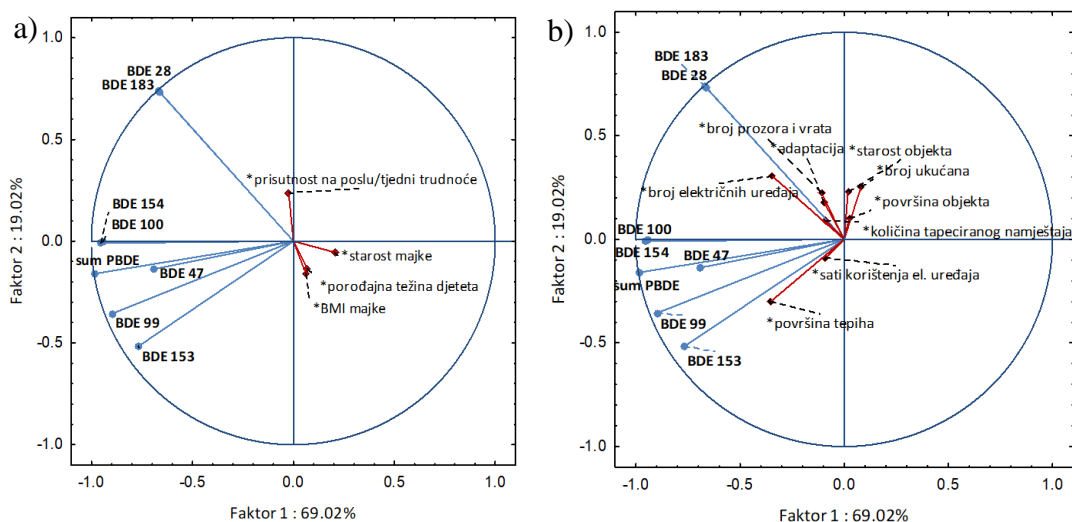 a)
1.0
0.5
0.0
-0.5
-1.0
Faktor 2 : 19.02%
BDE 28
BDE 183
*prisutnost na poslu/tjedni trudnoće
BDE 154
BDE 100
sum PBDE
BDE 47
*starost majke
*porođajna težina djeteta
*BMI majke
BDE 99
BDE 153
-1.0 -0.5 0.0 0.5 1.0
Faktor 1 : 69.02%
b)
1.0
0.5
0.0
-0.5
-1.0
Faktor 2 : 19.02%
BDE 183
BDE 28
*broj prozora i vrata
*adaptacija
*starost objekta
*broj ukućana
*broj električnih uređaja
*površina objekta
BDE 100
*količina tapeciranog namještaja
BDE 154
BDE 47
*sati korištenja el. uređaja
sum PBDE
*površina tepiha
BDE 99
BDE 153
-1.0 -0.5 0.0 0.5 1.0
Faktor 1 : 69.02%